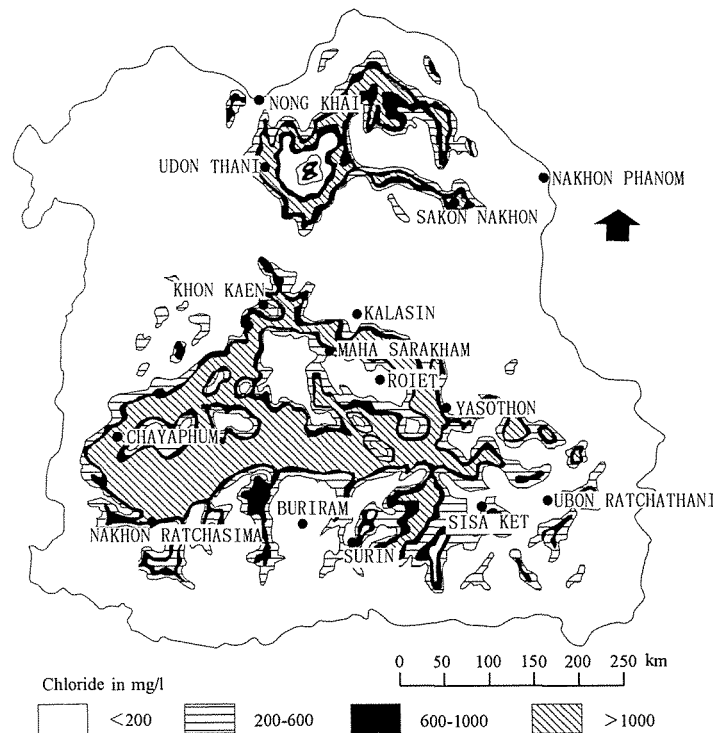 NONG KHAI
UDON THANI
NAKHON PHANOM
SAKON NAKHON
KHON KAEN
KALASIN
MAHA SARAKHAM
ROIET
YASOTHON
CHAYAPHUM
BURIRAM
UBON RATCHATHANI
SISA KET
NAKHON RATCHASIMA
SURIN
0 50 100 150 200 250 km
Chloride in mg/l
<200 200-600 600-1000 >1000